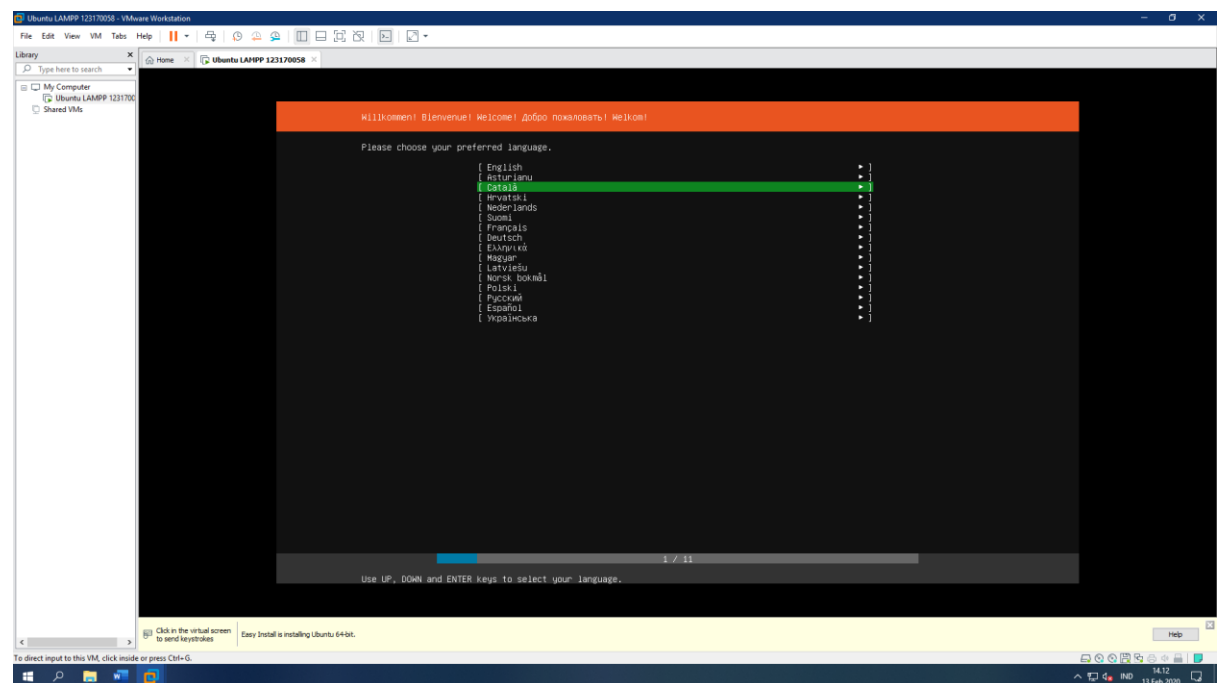 Ubuntu LAMPP 123170058 - VMware Workstation
File Edit View VM Tabs Help
Library
Home
Ubuntu LAMPP 123170058
Type here to search
My Computer
Ubuntu LAMPP 123170
Shared VMs
Willkommen! Bienvenue! Welcome! Добро пожаловать! Welkom!
Please choose your preferred language.
[ English ► ]
[ Asturianu ► ]
[ Català ► ]
[ Hrvatski ► ]
[ Nederlands ► ]
[ Suomi ► ]
[ Français ► ]
[ Deutsch ► ]
[ Ελληνικά ► ]
[ Magyar ► ]
[ Latviešu ► ]
[ Norsk bokmål ► ]
[ Polski ► ]
[ Русский ► ]
[ Español ► ]
[ Українська ► ]
1 / 11
Use UP, DOWN and ENTER keys to select your language.
Click in the virtual screen
to send keystrokes
Easy Install is installing Ubuntu 64-bit.
Help
To direct input to this VM, click inside or press Ctrl+G.
IND
14.12
13 Feb 2020